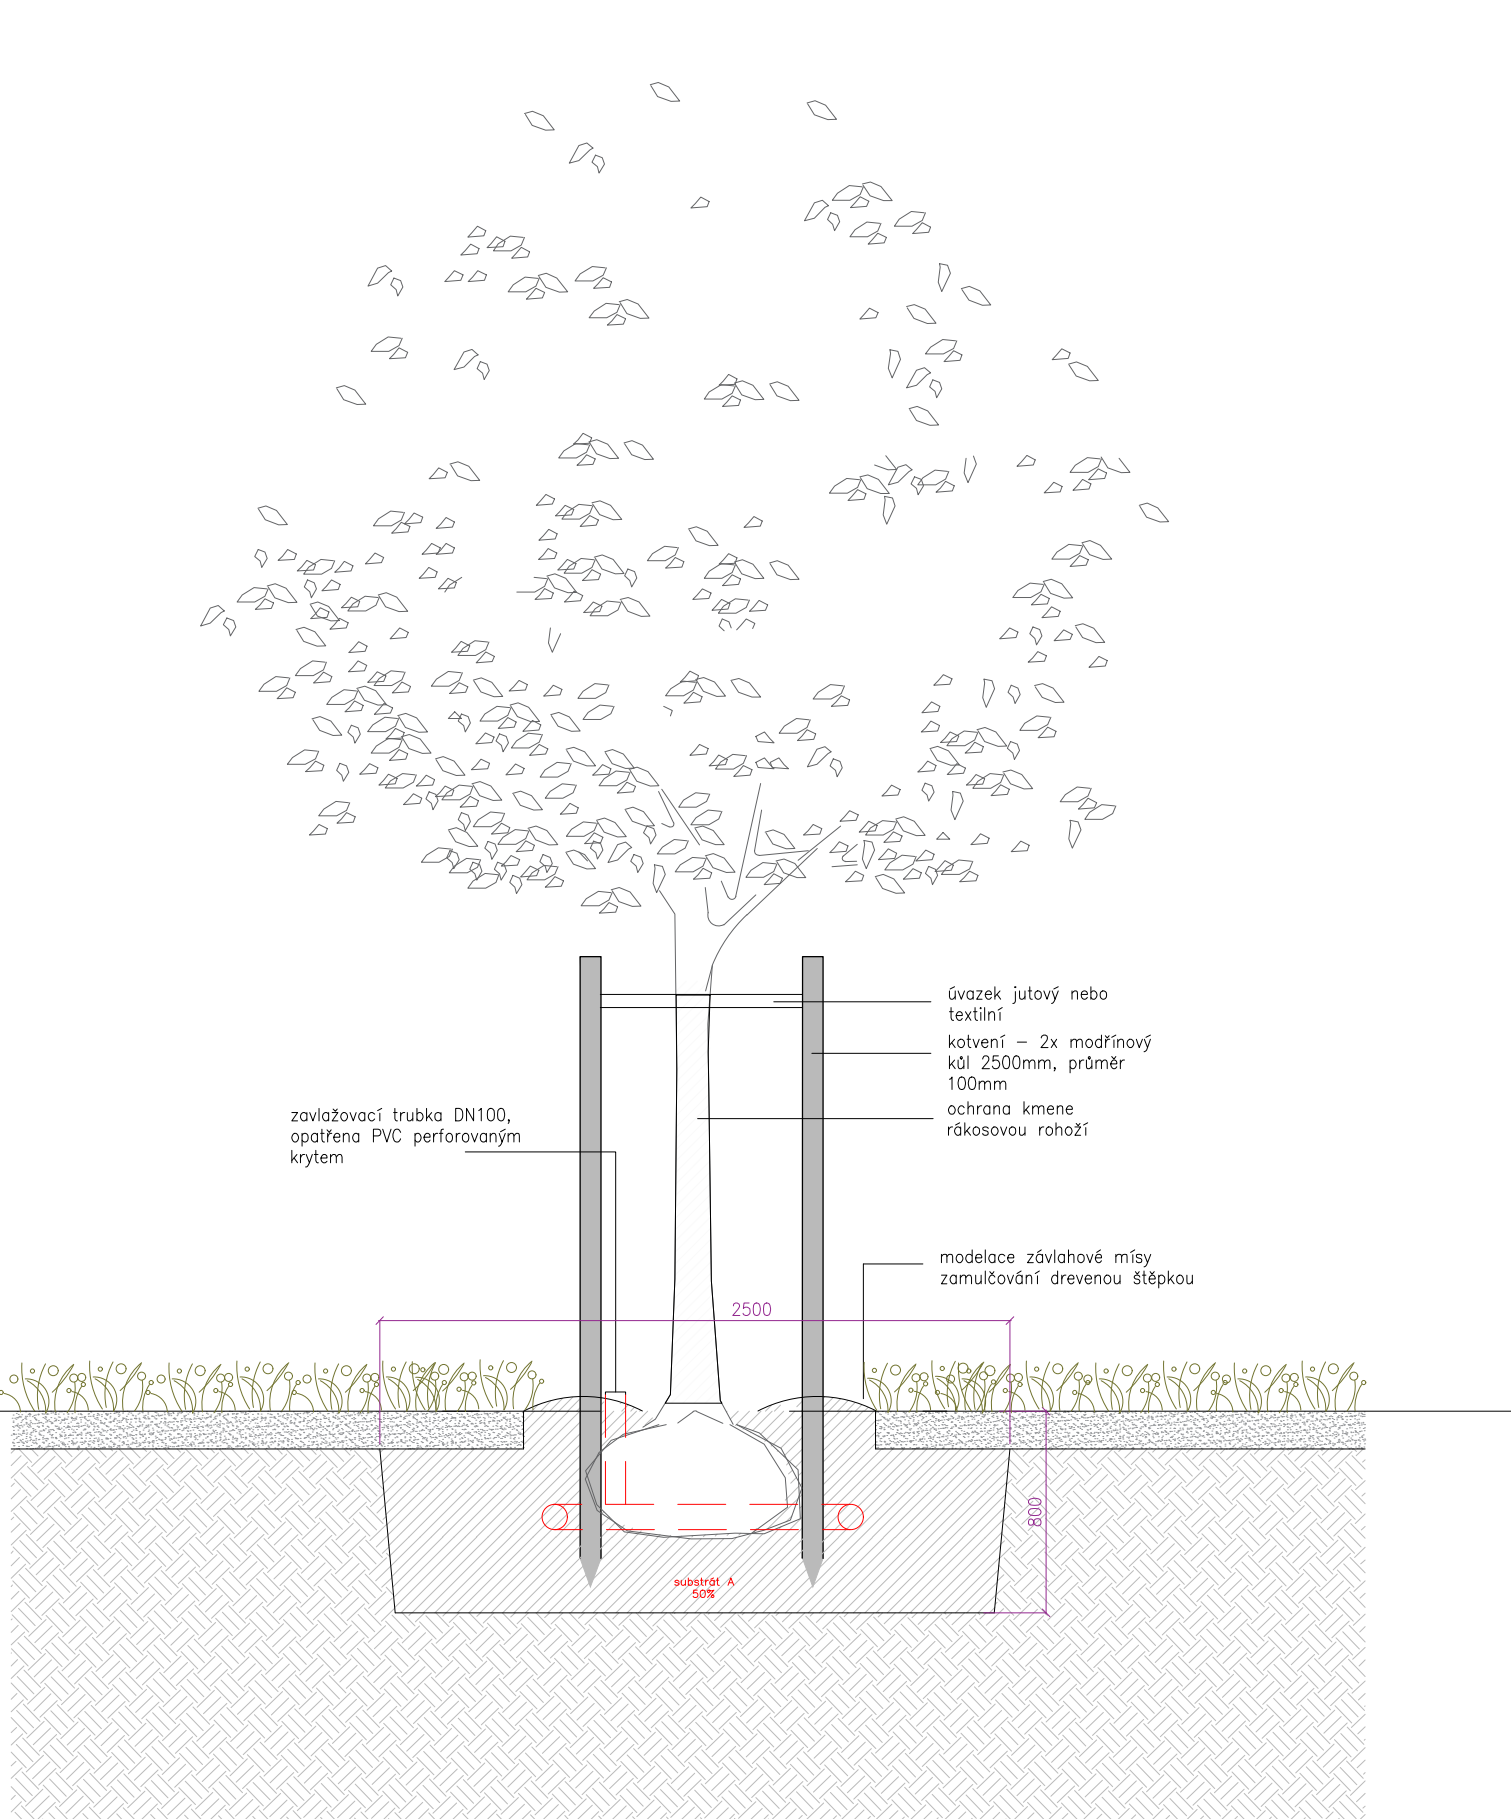 úvazek jutový nebo
textilní
kotvení – 2x modřínový
kůl 2500mm, průměr
100mm
ochrana kmene
rákosovou rohoží
zavlažovací trubka DN100,
opatřena PVC perforovaným
krytem
modelace závlahové mísy
zamulčování drevenou štěpkou
2500
800
substrát A
50%